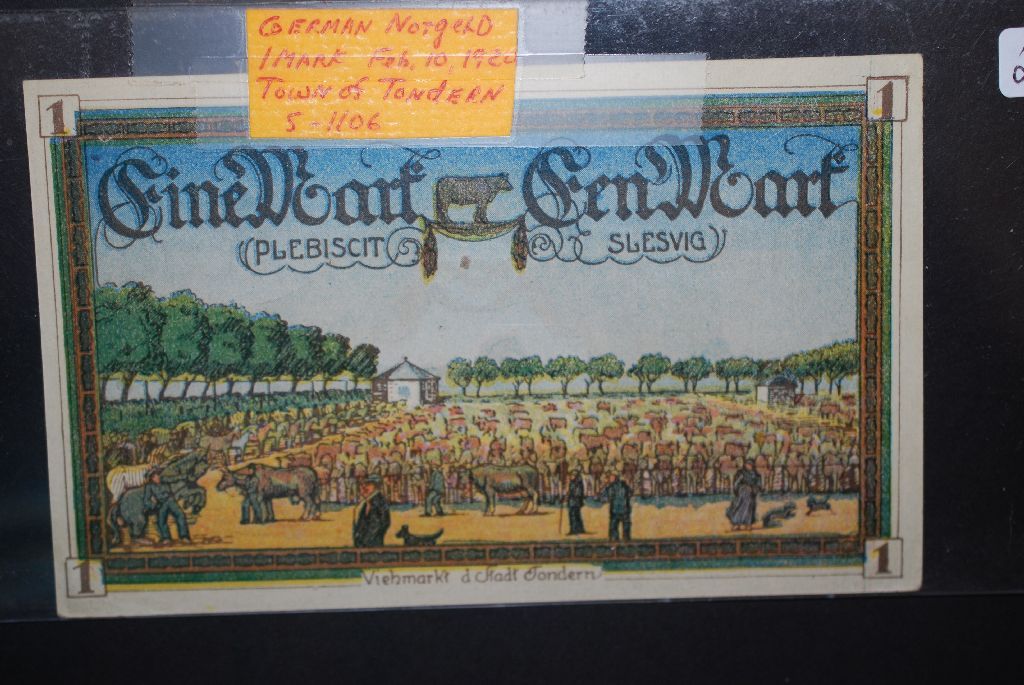 GERMAN NOTGELD
1 MARK Feb. 10, 1920
TOWN of TONDERN
S-1106
1 1
Eine Mark Een Mark
PLEBISCIT SLESVIG
1 1
Viehmarkt d Stadt Tondern